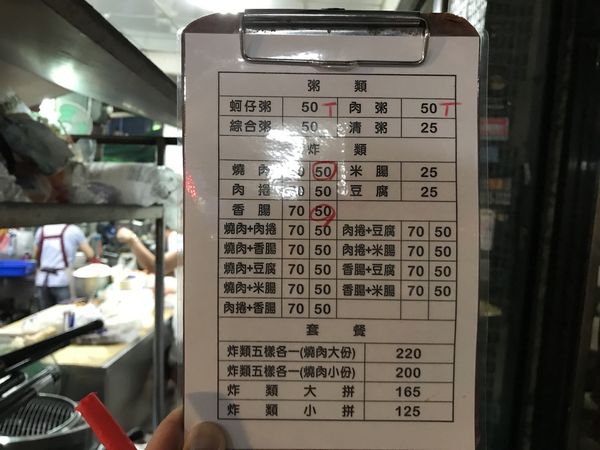 粥 類
蚵仔粥 50 T 肉 粥 50 T
綜合粥 50 清粥 25
炸 類
燒 肉 70 50 米 腸 25
肉 捲 70 50 豆 腐 25
香 腸 70 50
燒肉+肉捲 70 50 肉捲+豆腐 70 50
燒肉+香腸 70 50 肉捲+米腸 70 50
燒肉+豆腐 70 50 香腸+豆腐 70 50
燒肉+米腸 70 50 香腸+米腸 70 50
肉捲+香腸 70 50
套 餐
炸類五樣各一(燒肉大份) 220
炸類五樣各一(燒肉小份) 200
炸 類 大 拼 165
炸 類 小 拼 125